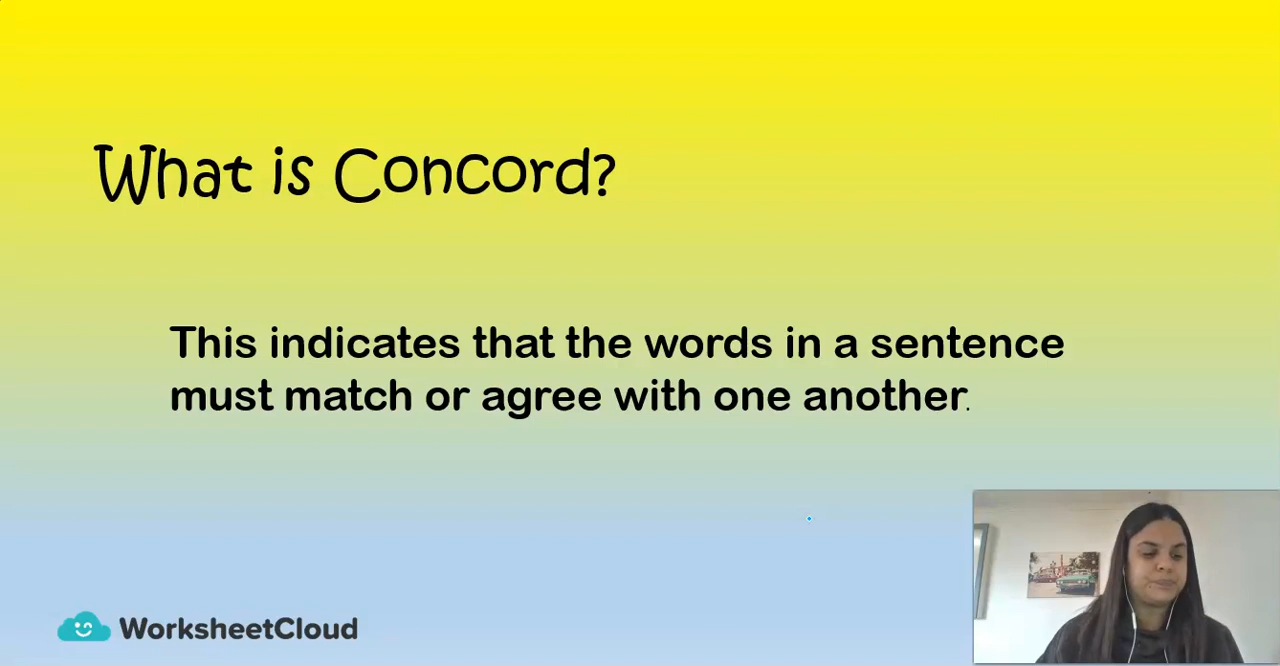 What is Concord?
This indicates that the words in a sentence
must match or agree with one another.
WorksheetCloud